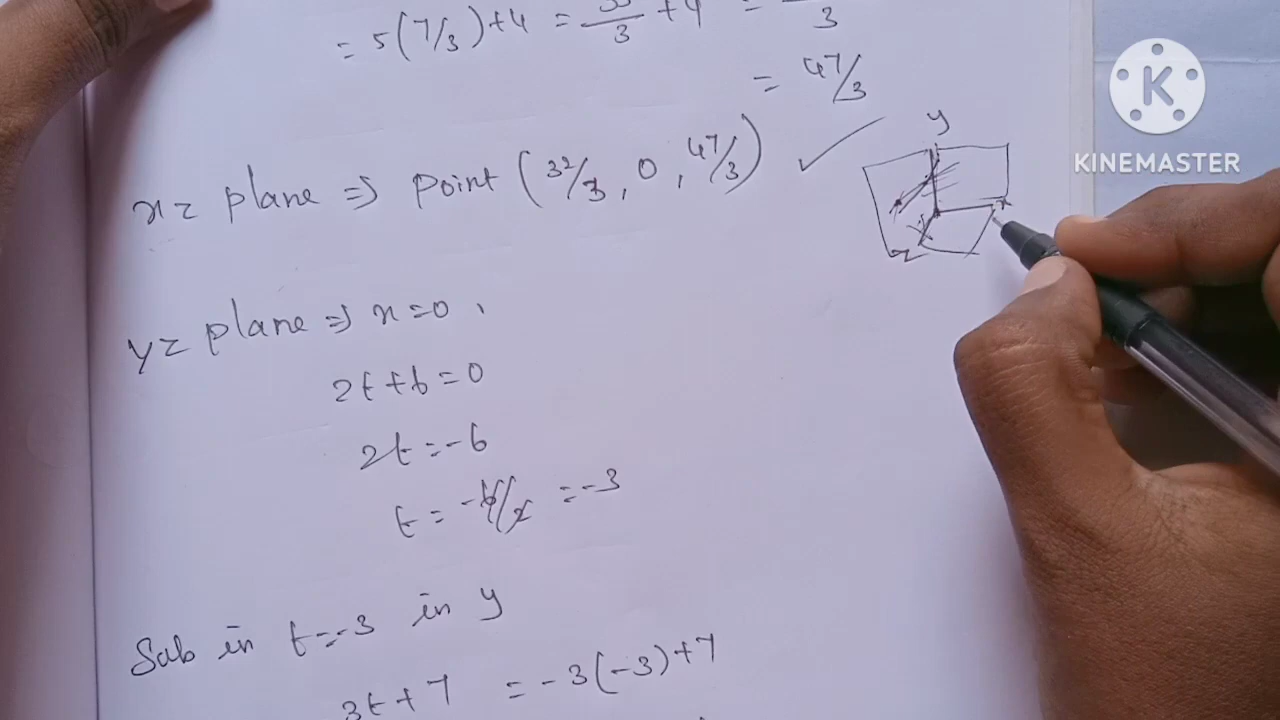 = 5(7/3)+4 = 35/3 + 4 =  /3
= 47/3
xz plane ⇒ point (32/3, 0, 47/3) ✓
y
x
z
KINEMASTER
yz plane ⇒ x=0,
2t+6=0
2t=-6
t = -6/2 = -3
Sab in t=-3 in y
3t+7 = -3(-3)+7